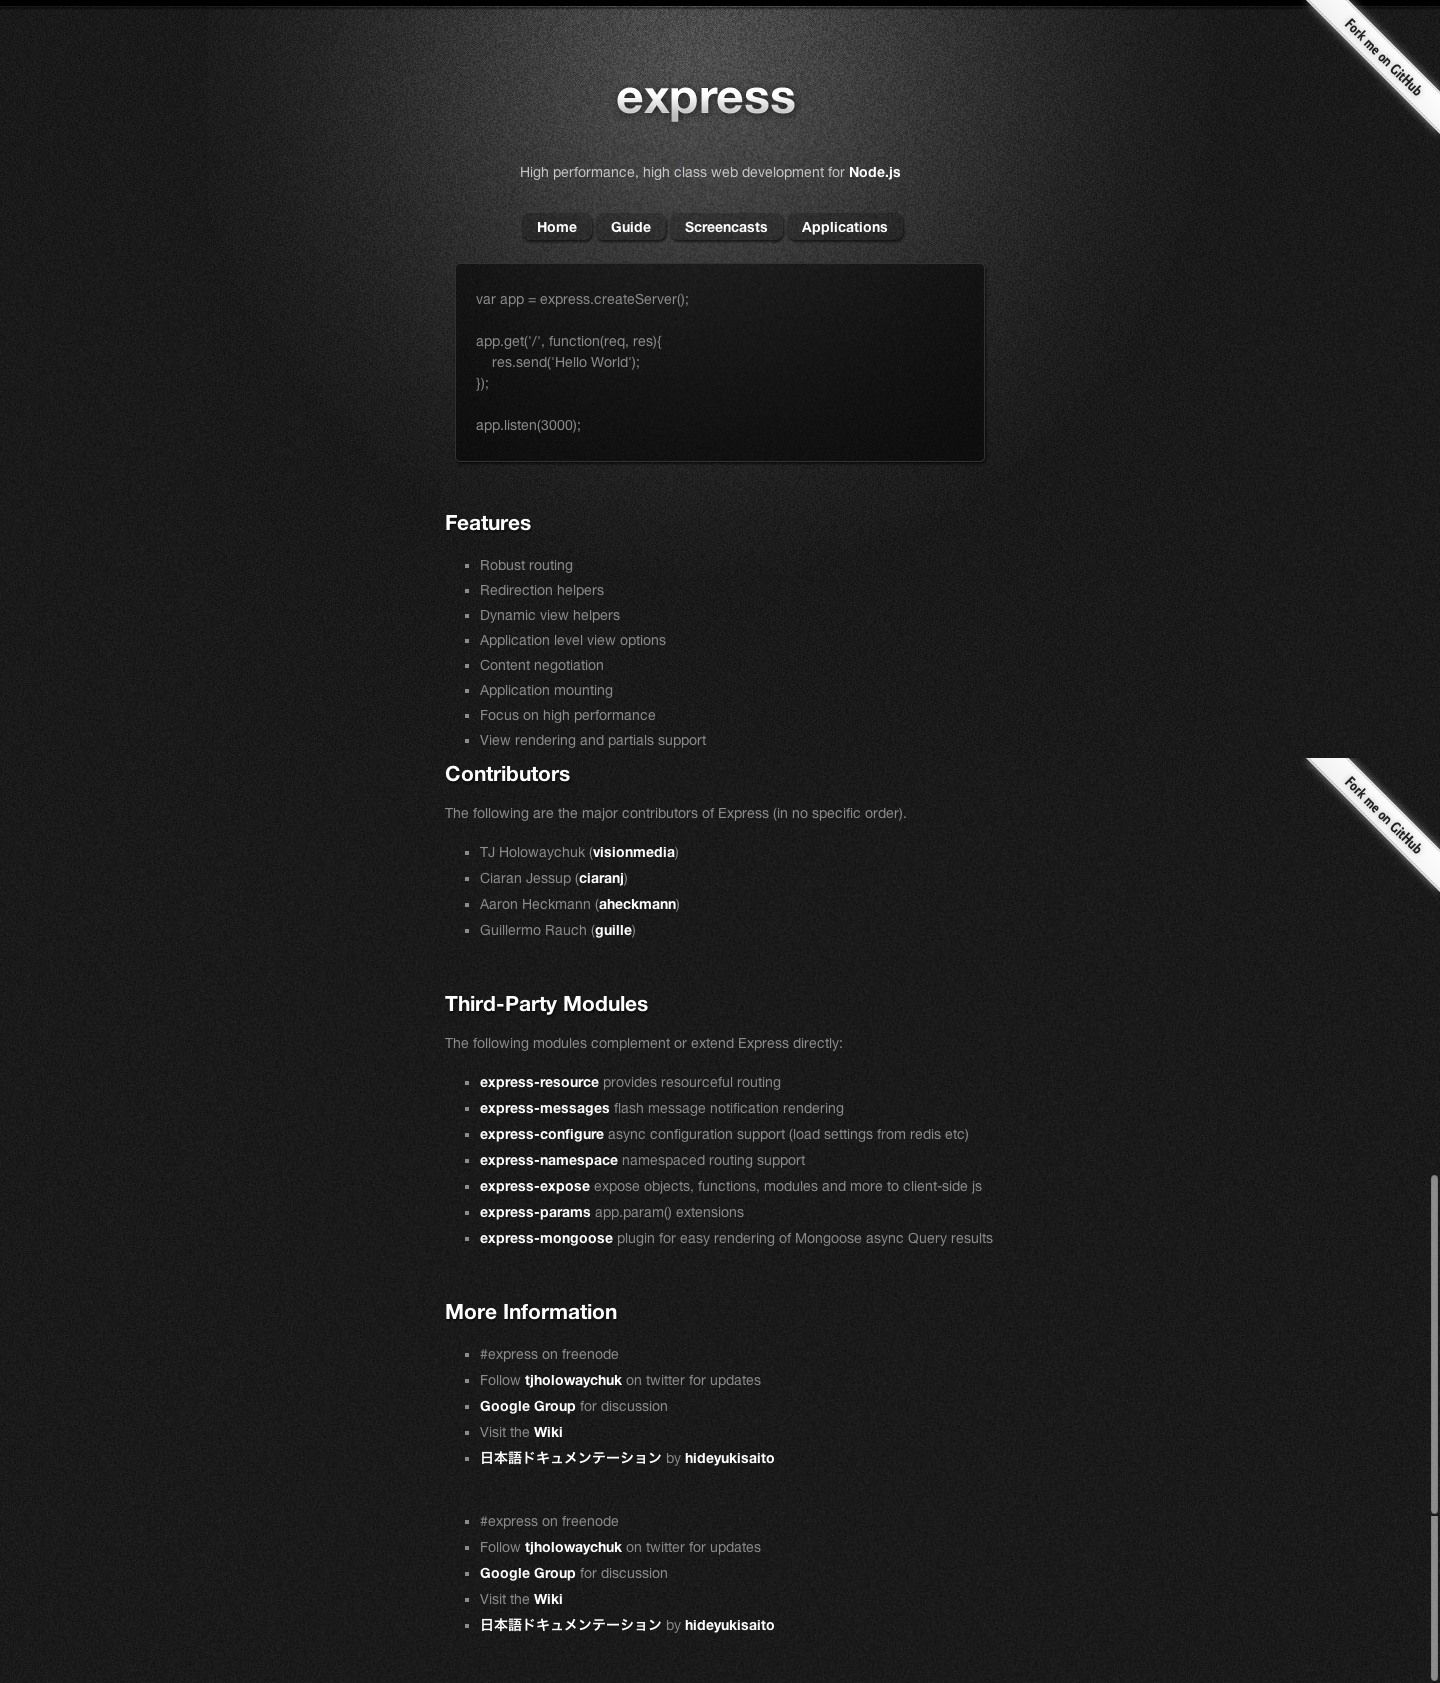 Fork me on GitHub
express
High performance, high class web development for Node.js
Home Guide Screencasts Applications
var app = express.createServer();
app.get('/', function(req, res){
res.send('Hello World');
});
app.listen(3000);
Features
Robust routing
Redirection helpers
Dynamic view helpers
Application level view options
Content negotiation
Application mounting
Focus on high performance
View rendering and partials support
Fork me on GitHub
Contributors
The following are the major contributors of Express (in no specific order).
TJ Holowaychuk (visionmedia)
Ciaran Jessup (ciaranj)
Aaron Heckmann (aheckmann)
Guillermo Rauch (guille)
Third-Party Modules
The following modules complement or extend Express directly:
express-resource provides resourceful routing
express-messages flash message notification rendering
express-configure async configuration support (load settings from redis etc)
express-namespace namespaced routing support
express-expose expose objects, functions, modules and more to client-side js
express-params app.param() extensions
express-mongoose plugin for easy rendering of Mongoose async Query results
More Information
#express on freenode
Follow tjholowaychuk on twitter for updates
Google Group for discussion
Visit the Wiki
日本語ドキュメンテーション by hideyukisaito
#express on freenode
Follow tjholowaychuk on twitter for updates
Google Group for discussion
Visit the Wiki
日本語ドキュメンテーション by hideyukisaito